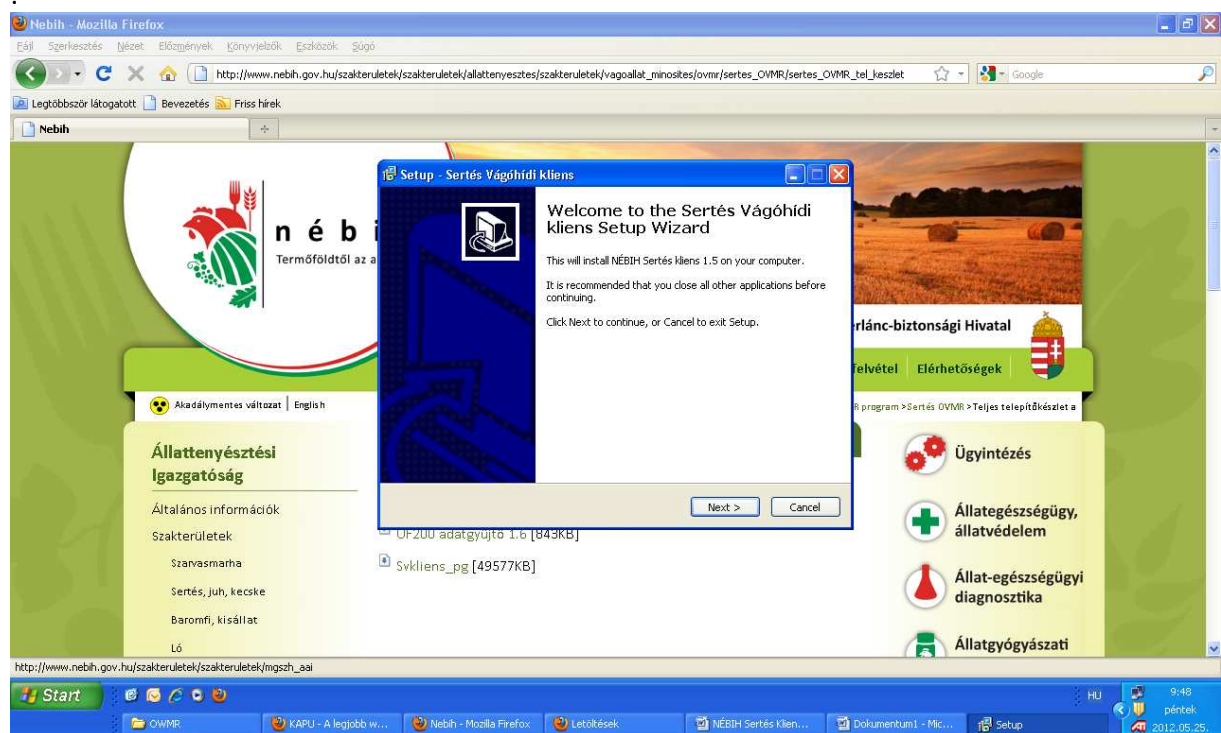 .
Nebih - Mozilla Firefox
Fájl Szerkesztés Nézet Előzmények Könyvjelzők Eszközök Súgó
http://www.nebih.gov.hu/szakteruletek/szakteruletek/allattenyesztes/szakteruletek/vagoallat_minosites/ovmr/sertes_OVMR/sertes_OVMR_tel_keszlet
Google
Legtöbbször látogatott Bevezetés Friss hírek
Nebih
Setup - Sertés Vágóhídi kliens
Welcome to the Sertés Vágóhídi
kliens Setup Wizard
This will install NÉBIH Sertés kliens 1.5 on your computer.
It is recommended that you close all other applications before
continuing.
Click Next to continue, or Cancel to exit Setup.
Next >
Cancel
n é b i
Termőföldtől az a
rlánc-biztonsági Hivatal
felvétel Elérhetőségek
Akadálymentes változat English
R program >Sertés OVMR >Teljes telepítőkészlet a
Állattenyésztési
Igazgatóság
Általános információk
Szakterületek
Szarvasmarha
Sertés, juh, kecske
Baromfi, kisállat
Ló
UF200 adatgyűjtő 1.6 [843KB]
Svkliens_pg [49577KB]
Ügyintézés
Állategészségügy,
állatvédelem
Állat-egészségügyi
diagnosztika
Állatgyógyászati
http://www.nebih.gov.hu/szakteruletek/szakteruletek/mgszh_aai
Start
HU
9:48
péntek
2012.05.25.
OWMR
KAPU - A legjobb w...
Nebih - Mozilla Firefox
Letöltések
NÉBIH Sertés Klien...
Dokumentum1 - Mic...
Setup